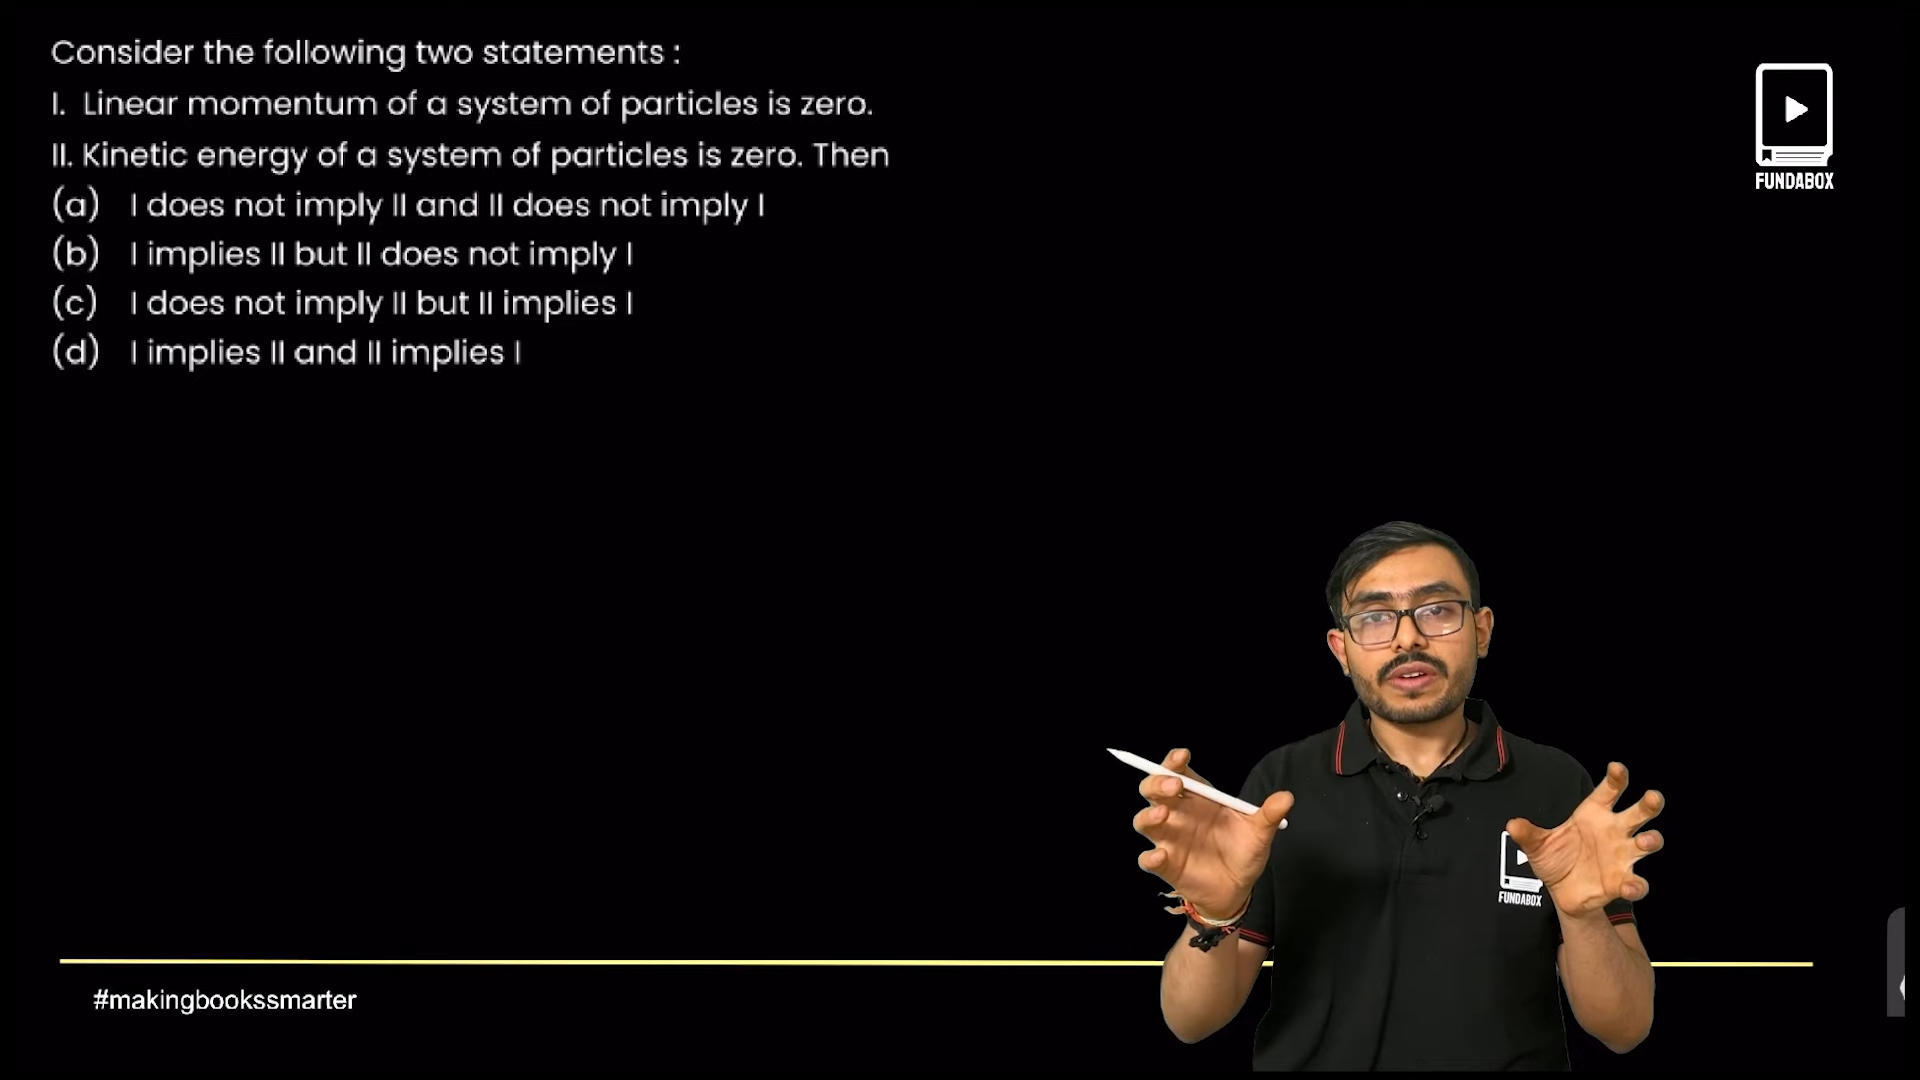 Consider the following two statements :
I. Linear momentum of a system of particles is zero.
II. Kinetic energy of a system of particles is zero. Then
(a) I does not imply II and II does not imply I
(b) I implies II but II does not imply I
(c) I does not imply II but II implies I
(d) I implies II and II implies I
FUNDABOX
FUNDABOX
#makingbookssmarter